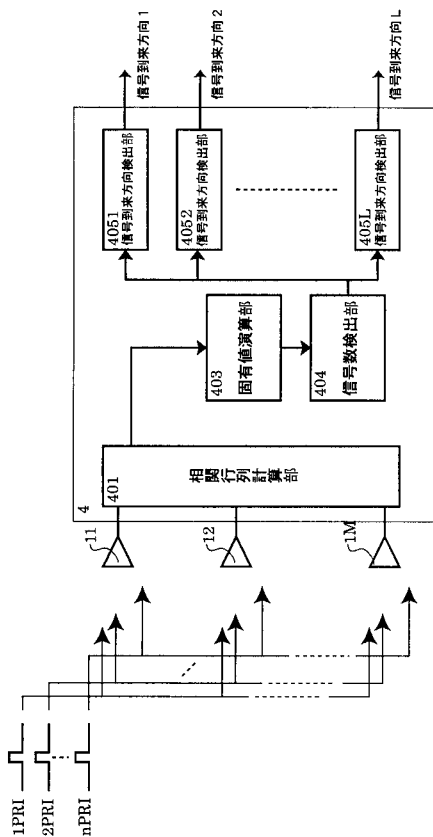 1PRI
2PRI
nPRI
11
12
1M
4
401
相関行列計算部
403
固有値演算部
404
信号数検出部
4051
信号到来方向検出部
4052
信号到来方向検出部
405L
信号到来方向検出部
信号到来方向1
信号到来方向2
信号到来方向L